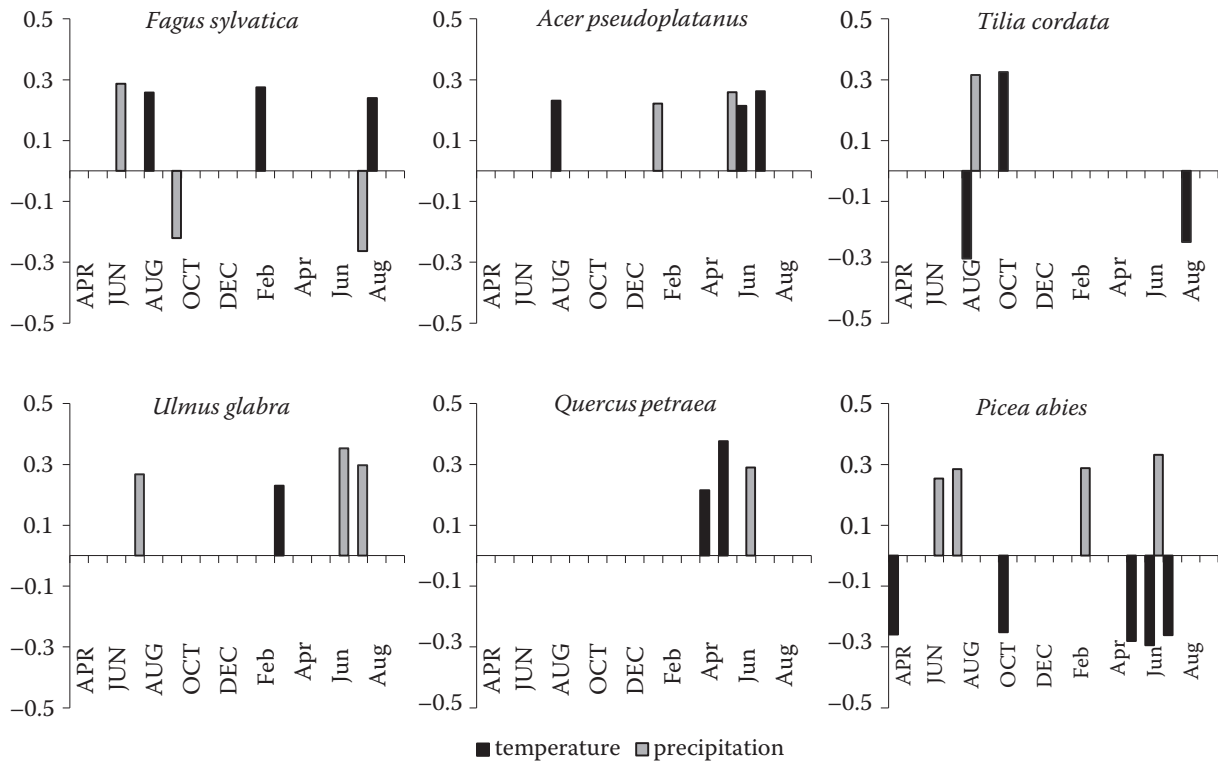 Fagus sylvatica
0.5
0.3
0.1
–0.1
–0.3
–0.5
APR
JUN
AUG
OCT
DEC
Feb
Apr
Jun
Aug
Acer pseudoplatanus
0.5
0.3
0.1
–0.1
–0.3
–0.5
APR
JUN
AUG
OCT
DEC
Feb
Apr
Jun
Aug
Tilia cordata
0.5
0.3
0.1
–0.1
–0.3
–0.5
APR
JUN
AUG
OCT
DEC
Feb
Apr
Jun
Aug
Ulmus glabra
0.5
0.3
0.1
–0.1
–0.3
–0.5
APR
JUN
AUG
OCT
DEC
Feb
Apr
Jun
Aug
Quercus petraea
0.5
0.3
0.1
–0.1
–0.3
–0.5
APR
JUN
AUG
OCT
DEC
Feb
Apr
Jun
Aug
Picea abies
0.5
0.3
0.1
–0.1
–0.3
–0.5
APR
JUN
AUG
OCT
DEC
Feb
Apr
Jun
Aug
temperature precipitation